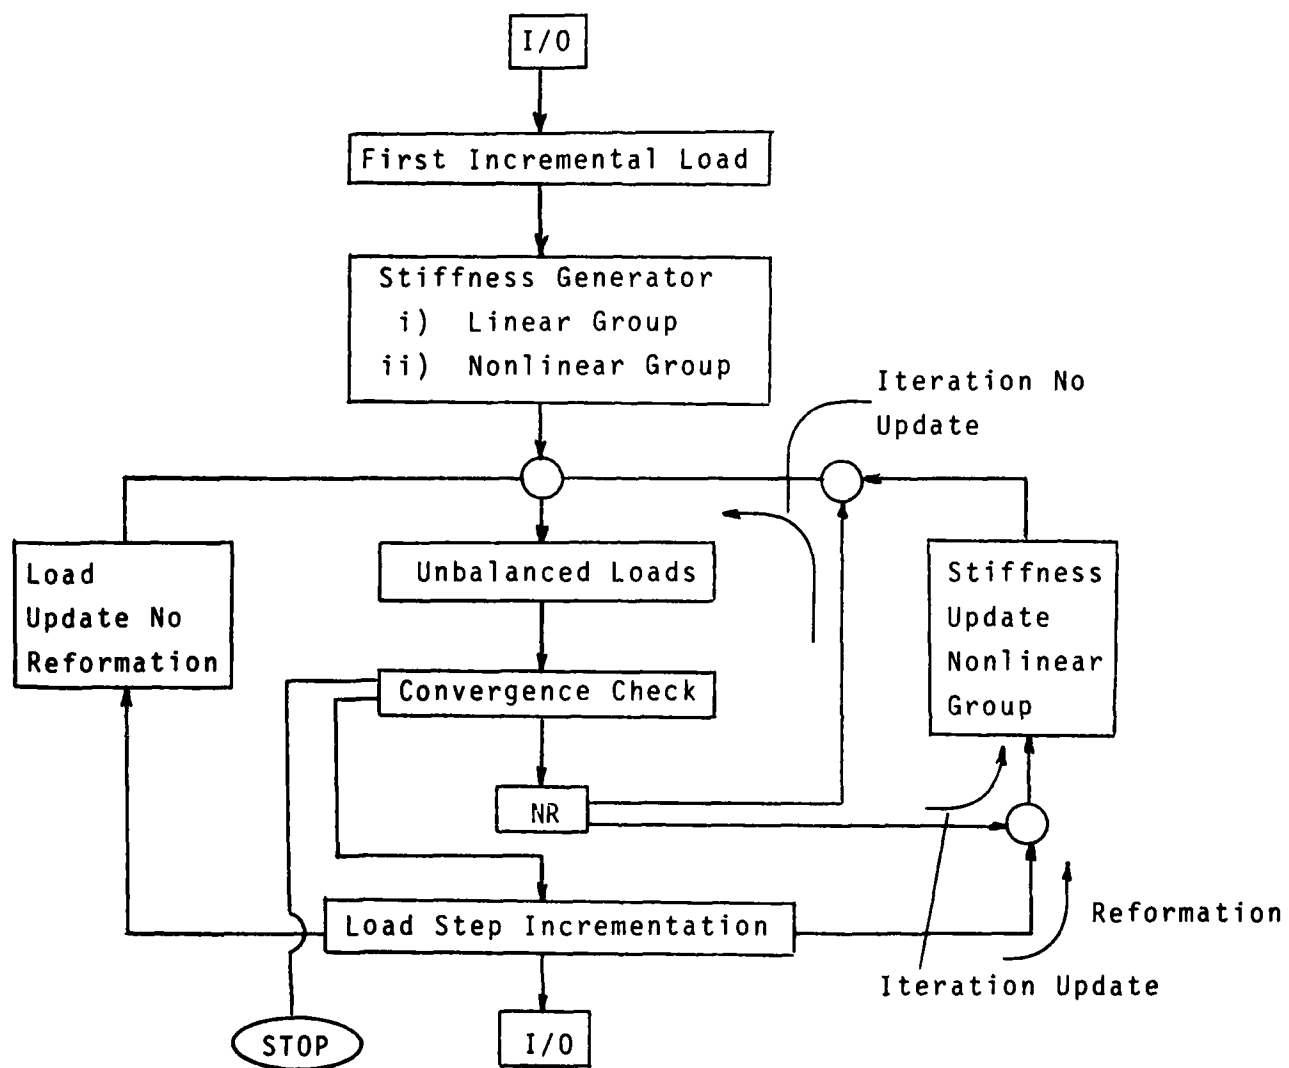 I/O
First Incremental Load
Stiffness Generator
i) Linear Group
ii) Nonlinear Group
Iteration No
Update
Load
Update No
Reformation
Unbalanced Loads
Stiffness
Update
Nonlinear
Group
Convergence Check
NR
Load Step Incrementation
Reformation
Iteration Update
STOP
I/O